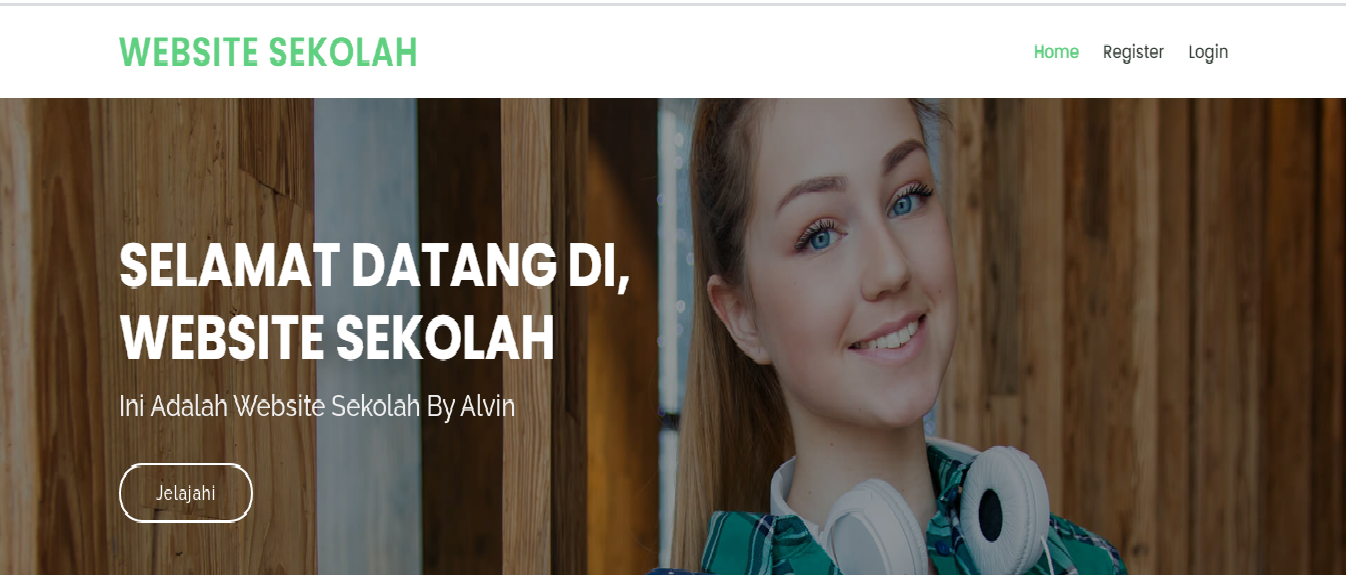 WEBSITE SEKOLAH
Home Register Login
SELAMAT DATANG DI,
WEBSITE SEKOLAH
Ini Adalah Website Sekolah By Alvin
Jelajahi